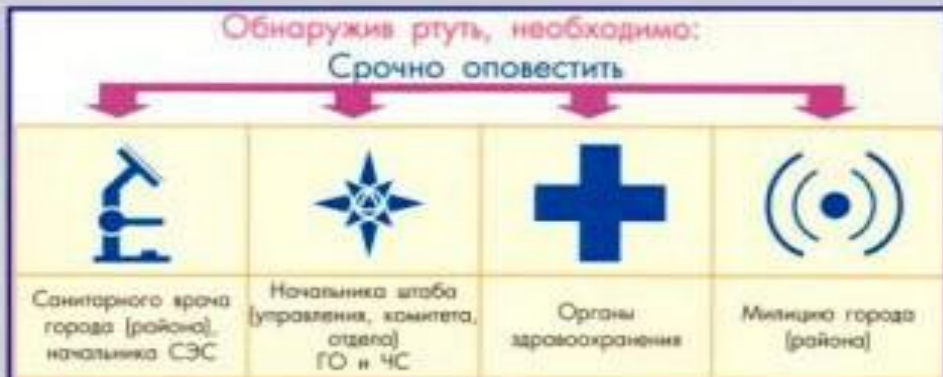 Обнаружив ртуть, необходимо:
Срочно оповестить
Санитарного врача
города (района),
начальника СЭС
Начальника штаба
(управления, комитета,
отдела)
ГО и ЧС
Органы
здравоохранения
Милицию города
(района)